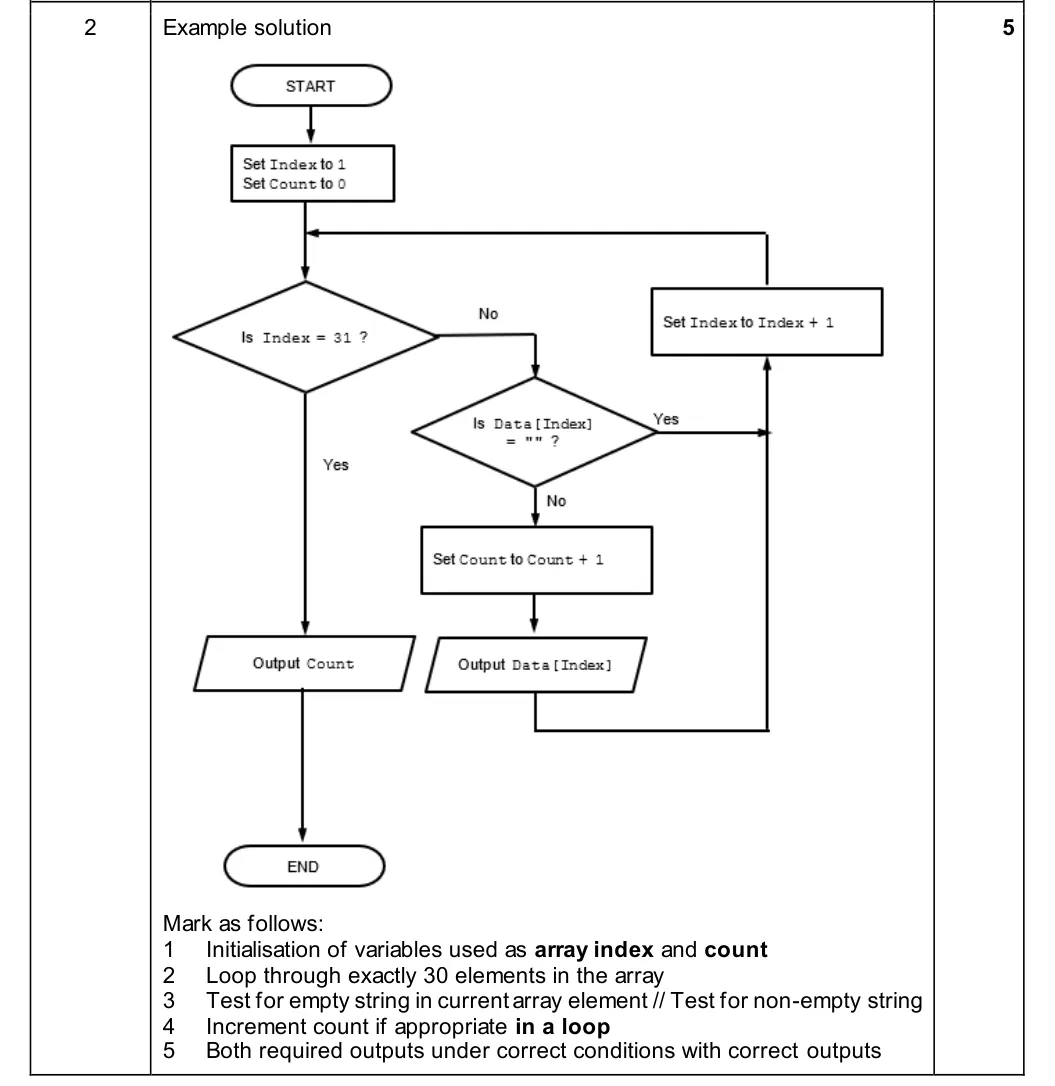 2 Example solution 5
START
Set Index to 1
Set Count to 0
No
Set Index to Index + 1
Is Index = 31 ?
Is Data[Index]
= "" ?
Yes
Yes
No
Set Count to Count + 1
Output Count
Output Data[Index]
END
Mark as follows:
1 Initialisation of variables used as array index and count
2 Loop through exactly 30 elements in the array
3 Test for empty string in current array element // Test for non-empty string
4 Increment count if appropriate in a loop
5 Both required outputs under correct conditions with correct outputs